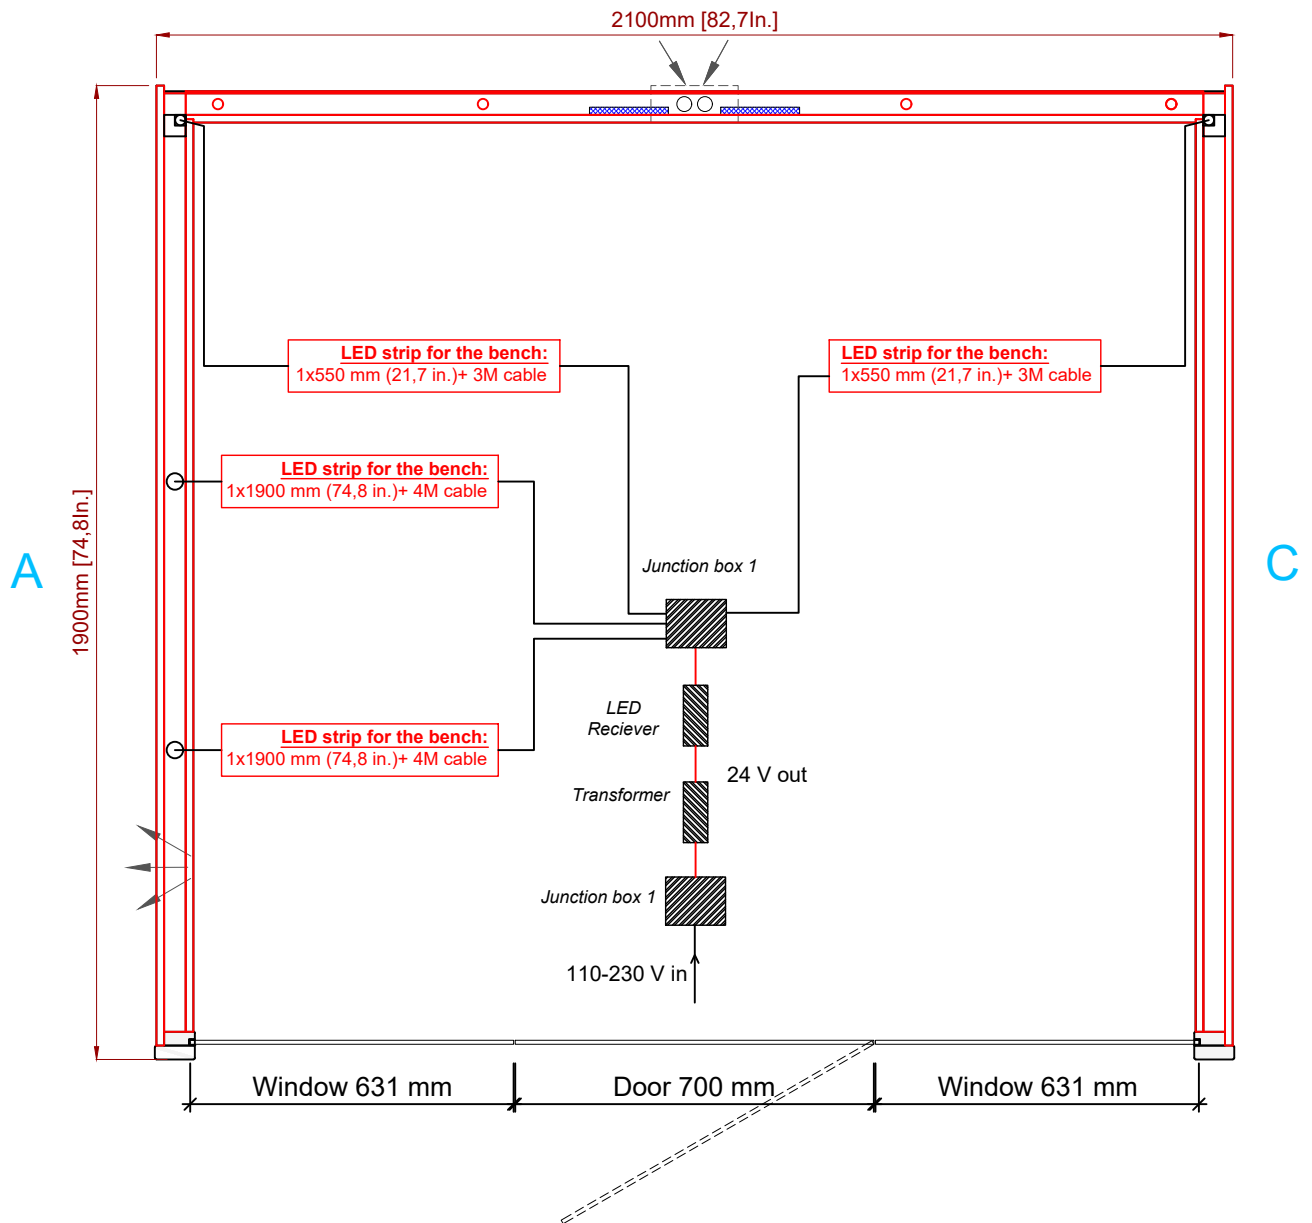 2100mm [82,7In.]
LED strip for the bench:
1x550 mm (21,7 in.)+ 3M cable
LED strip for the bench:
1x550 mm (21,7 in.)+ 3M cable
LED strip for the bench:
1x1900 mm (74,8 in.)+ 4M cable
1900mm [74,8In.]
A
C
Junction box 1
LED
Reciever
LED strip for the bench:
1x1900 mm (74,8 in.)+ 4M cable
24 V out
Transformer
Junction box 1
110-230 V in
Window 631 mm
Door 700 mm
Window 631 mm